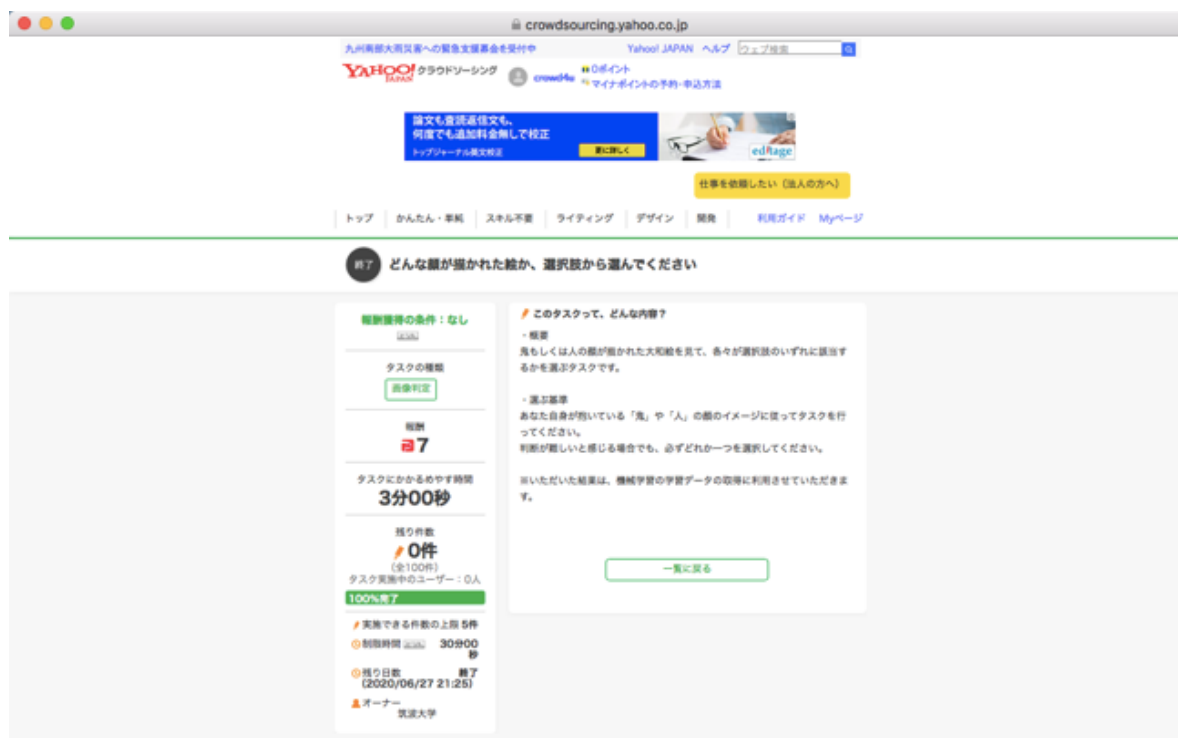 crowdsourcing.yahoo.co.jp
九州南部大雨災害への緊急支援募金を受付中
Yahoo! JAPAN ヘルプ ウェブ検索
YAHOO! JAPAN クラウドソーシング
crowd4u
0ポイント
マイナポイントの予約・申込方法
論文も査読返信文も、
何度でも追加料金無しで校正
トップジャーナル英文校正
更に詳しく
editage
仕事を依頼したい（法人の方へ）
トップ かんたん・単純 スキル不要 ライティング デザイン 開発 利用ガイド Myページ
終了 どんな顔が描かれた絵か、選択肢から選んでください
報酬獲得の条件：なし
タスクの種類
画像判定
報酬
7
タスクにかかるめやす時間
3分00秒
残り件数
0件
(全100件)
タスク実施中のユーザー：0人
100%完了
実施できる件数の上限 5件
制限時間 30分00
秒
残り日数 終了
(2020/06/27 21:25)
オーナー
筑波大学
このタスクって、どんな内容？
・概要
鬼もしくは人の顔が描かれた大和絵を見て、各々が選択肢のいずれに該当す
るかを選ぶタスクです。
・選ぶ基準
あなた自身が抱いている「鬼」や「人」の顔のイメージに従ってタスクを行
ってください。
判断が難しいと感じる場合でも、必ずどれか一つを選択してください。
※いただいた結果は、機械学習の学習データの取得に利用させていただきま
す。
一覧に戻る